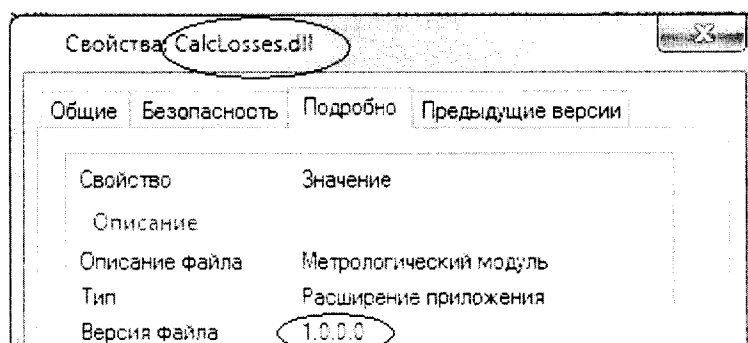 Свойства: CalcLosses.dll
Общие Безопасность Подробно Предыдущие версии
Свойство Значение
Описание
Описание файла Метрологический модуль
Тип Расширение приложения
Версия файла 1.0.0.0